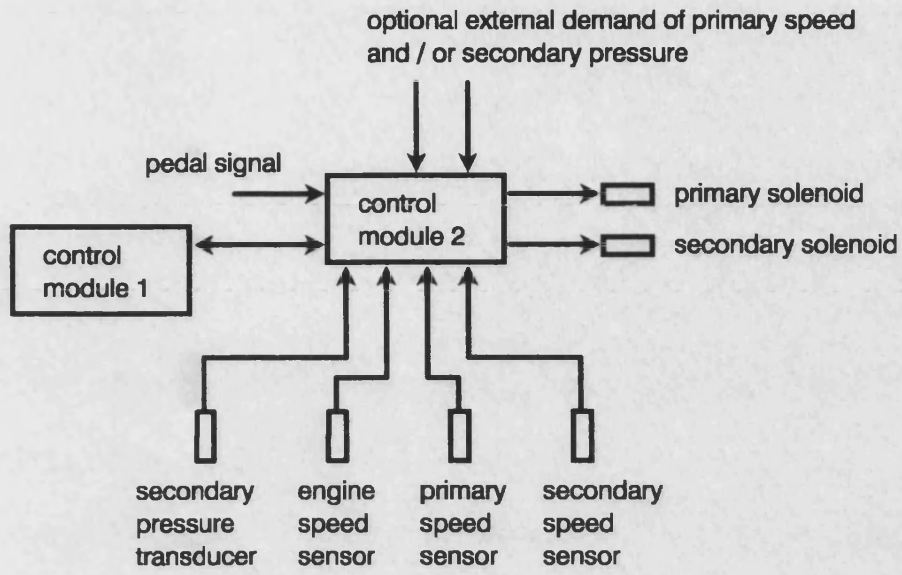 optional external demand of primary speed
and / or secondary pressure
pedal signal
control
module 2
primary solenoid
secondary solenoid
control
module 1
secondary
pressure
transducer
engine
speed
sensor
primary
speed
sensor
secondary
speed
sensor